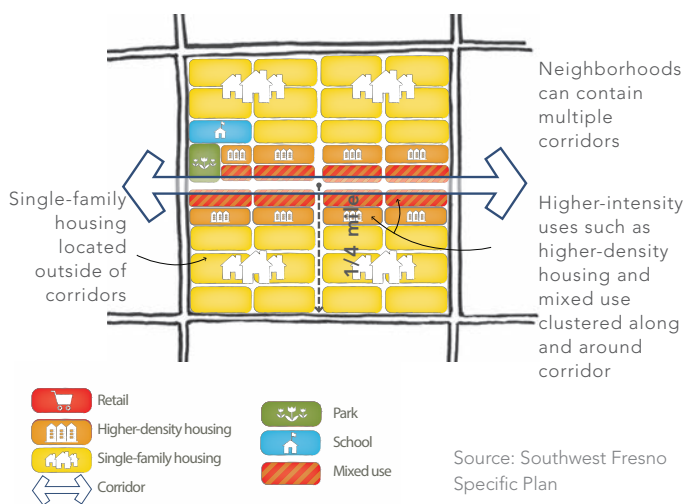 Neighborhoods
can contain
multiple
corridors
Single-family
housing
located
outside of
corridors
1/4 mile
Higher-intensity
uses such as
higher-density
housing and
mixed use
clustered along
and around
corridor
Retail
Higher-density housing
Single-family housing
Corridor
Park
School
Mixed use
Source: Southwest Fresno
Specific Plan